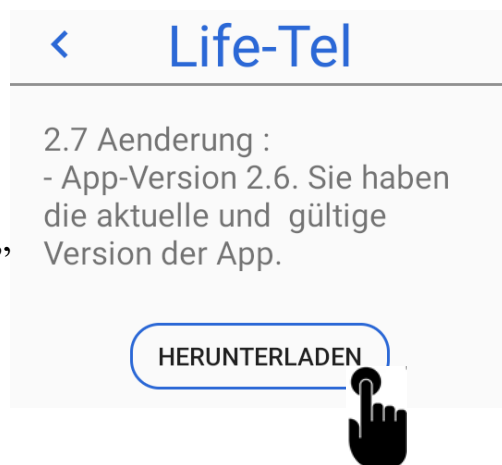 Life-Tel
2.7 Aenderung :
- App-Version 2.6. Sie haben
die aktuelle und gültige
Version der App.
”
HERUNTERLADEN